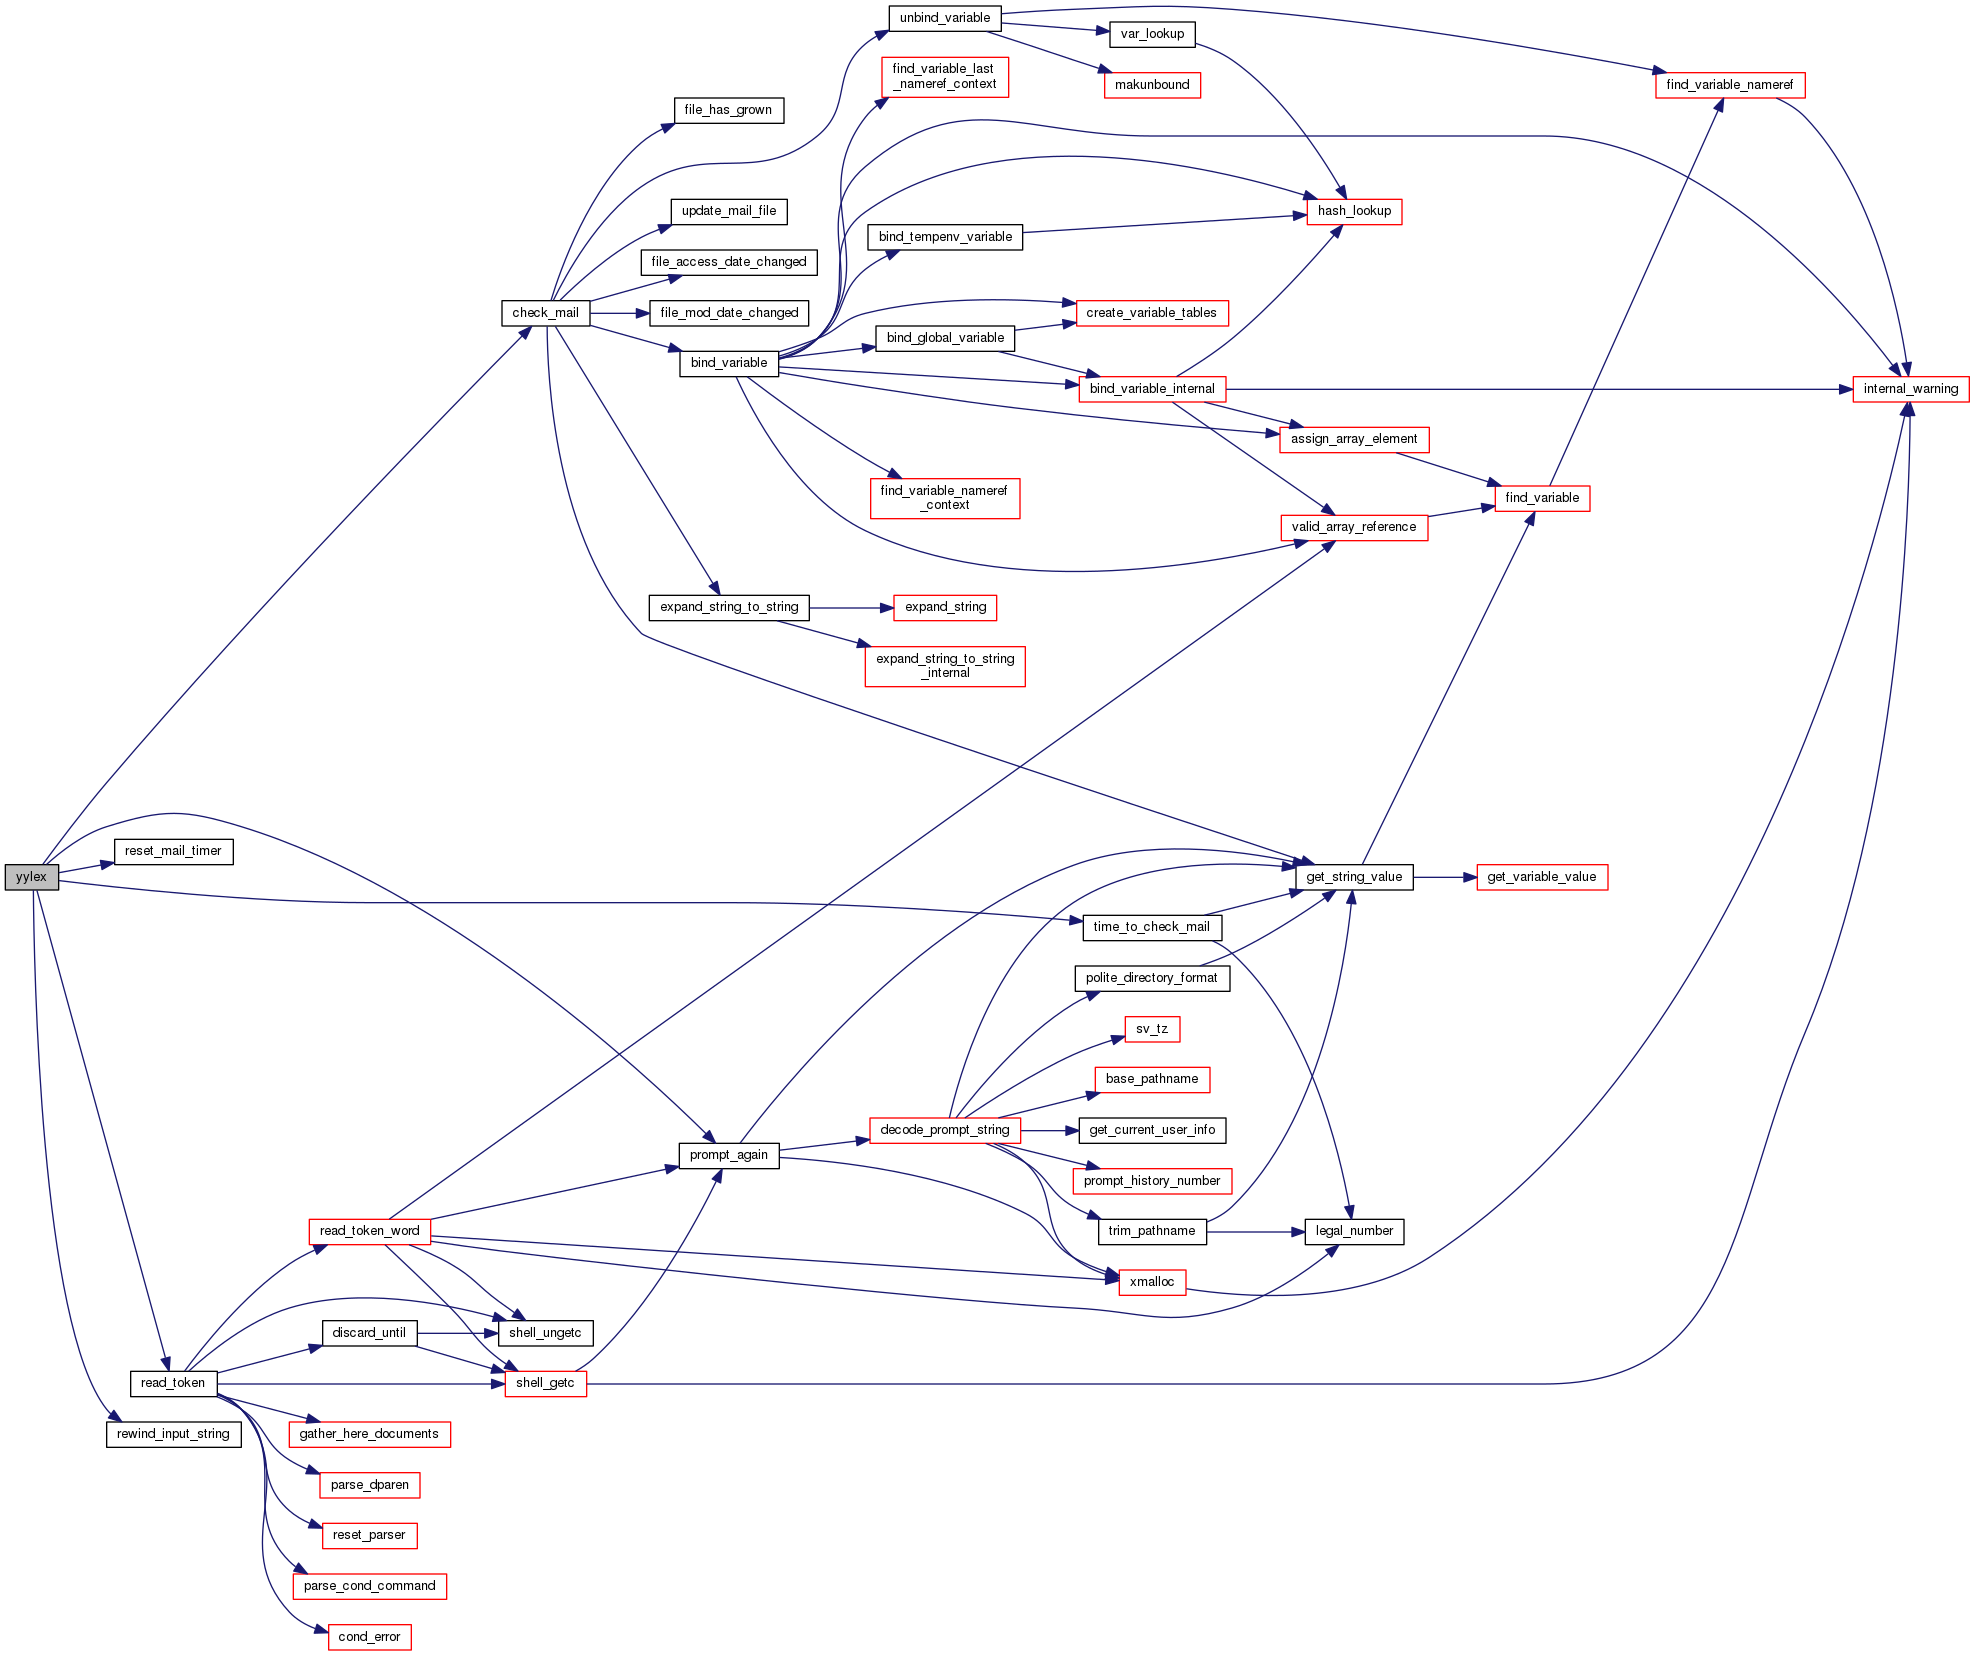 unbind_variable
var_lookup
find_variable_last
_nameref_context
makunbound
find_variable_nameref
file_has_grown
update_mail_file
hash_lookup
bind_tempenv_variable
file_access_date_changed
check_mail
file_mod_date_changed
create_variable_tables
bind_global_variable
bind_variable
bind_variable_internal
internal_warning
assign_array_element
find_variable_nameref
_context
find_variable
valid_array_reference
expand_string_to_string
expand_string
expand_string_to_string
_internal
reset_mail_timer
yylex
get_string_value
get_variable_value
time_to_check_mail
polite_directory_format
sv_tz
base_pathname
decode_prompt_string
get_current_user_info
prompt_again
prompt_history_number
read_token_word
trim_pathname
legal_number
xmalloc
discard_until
shell_ungetc
read_token
shell_getc
rewind_input_string
gather_here_documents
parse_dparen
reset_parser
parse_cond_command
cond_error